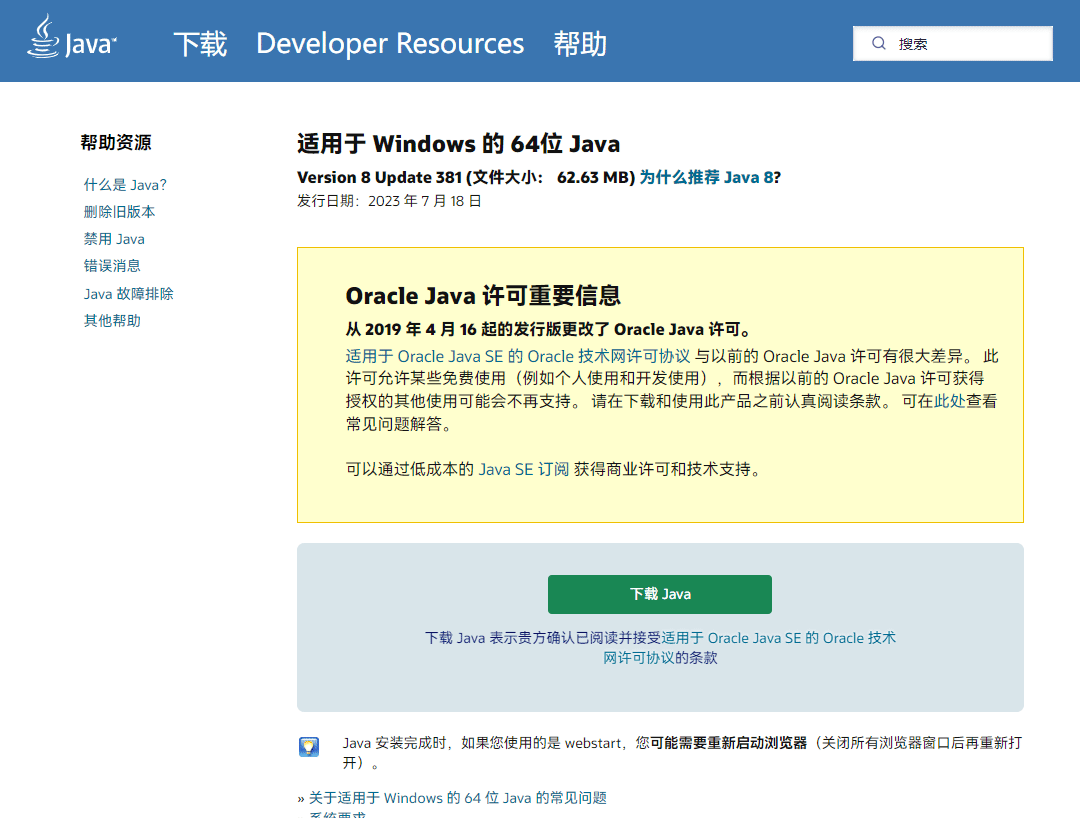 Java 下载 Developer Resources 帮助 搜索
帮助资源
什么是 Java?
删除旧版本
禁用 Java
错误消息
Java 故障排除
其他帮助
适用于 Windows 的 64位 Java
Version 8 Update 381 (文件大小： 62.63 MB) 为什么推荐 Java 8?
发行日期：2023 年 7 月 18 日
Oracle Java 许可重要信息
从 2019 年 4 月 16 起的发行版更改了 Oracle Java 许可。
适用于 Oracle Java SE 的 Oracle 技术网许可协议 与以前的 Oracle Java 许可有很大差异。 此
许可允许某些免费使用（例如个人使用和开发使用），而根据以前的 Oracle Java 许可获得
授权的其他使用可能会不再支持。 请在下载和使用此产品之前认真阅读条款。 可在此处查看
常见问题解答。
可以通过低成本的 Java SE 订阅 获得商业许可和技术支持。
下载 Java
下载 Java 表示贵方确认已阅读并接受适用于 Oracle Java SE 的 Oracle 技术
网许可协议的条款
Java 安装完成时，如果您使用的是 webstart，您可能需要重新启动浏览器（关闭所有浏览器窗口后再重新打
开）。
» 关于适用于 Windows 的 64 位 Java 的常见问题
系统要求